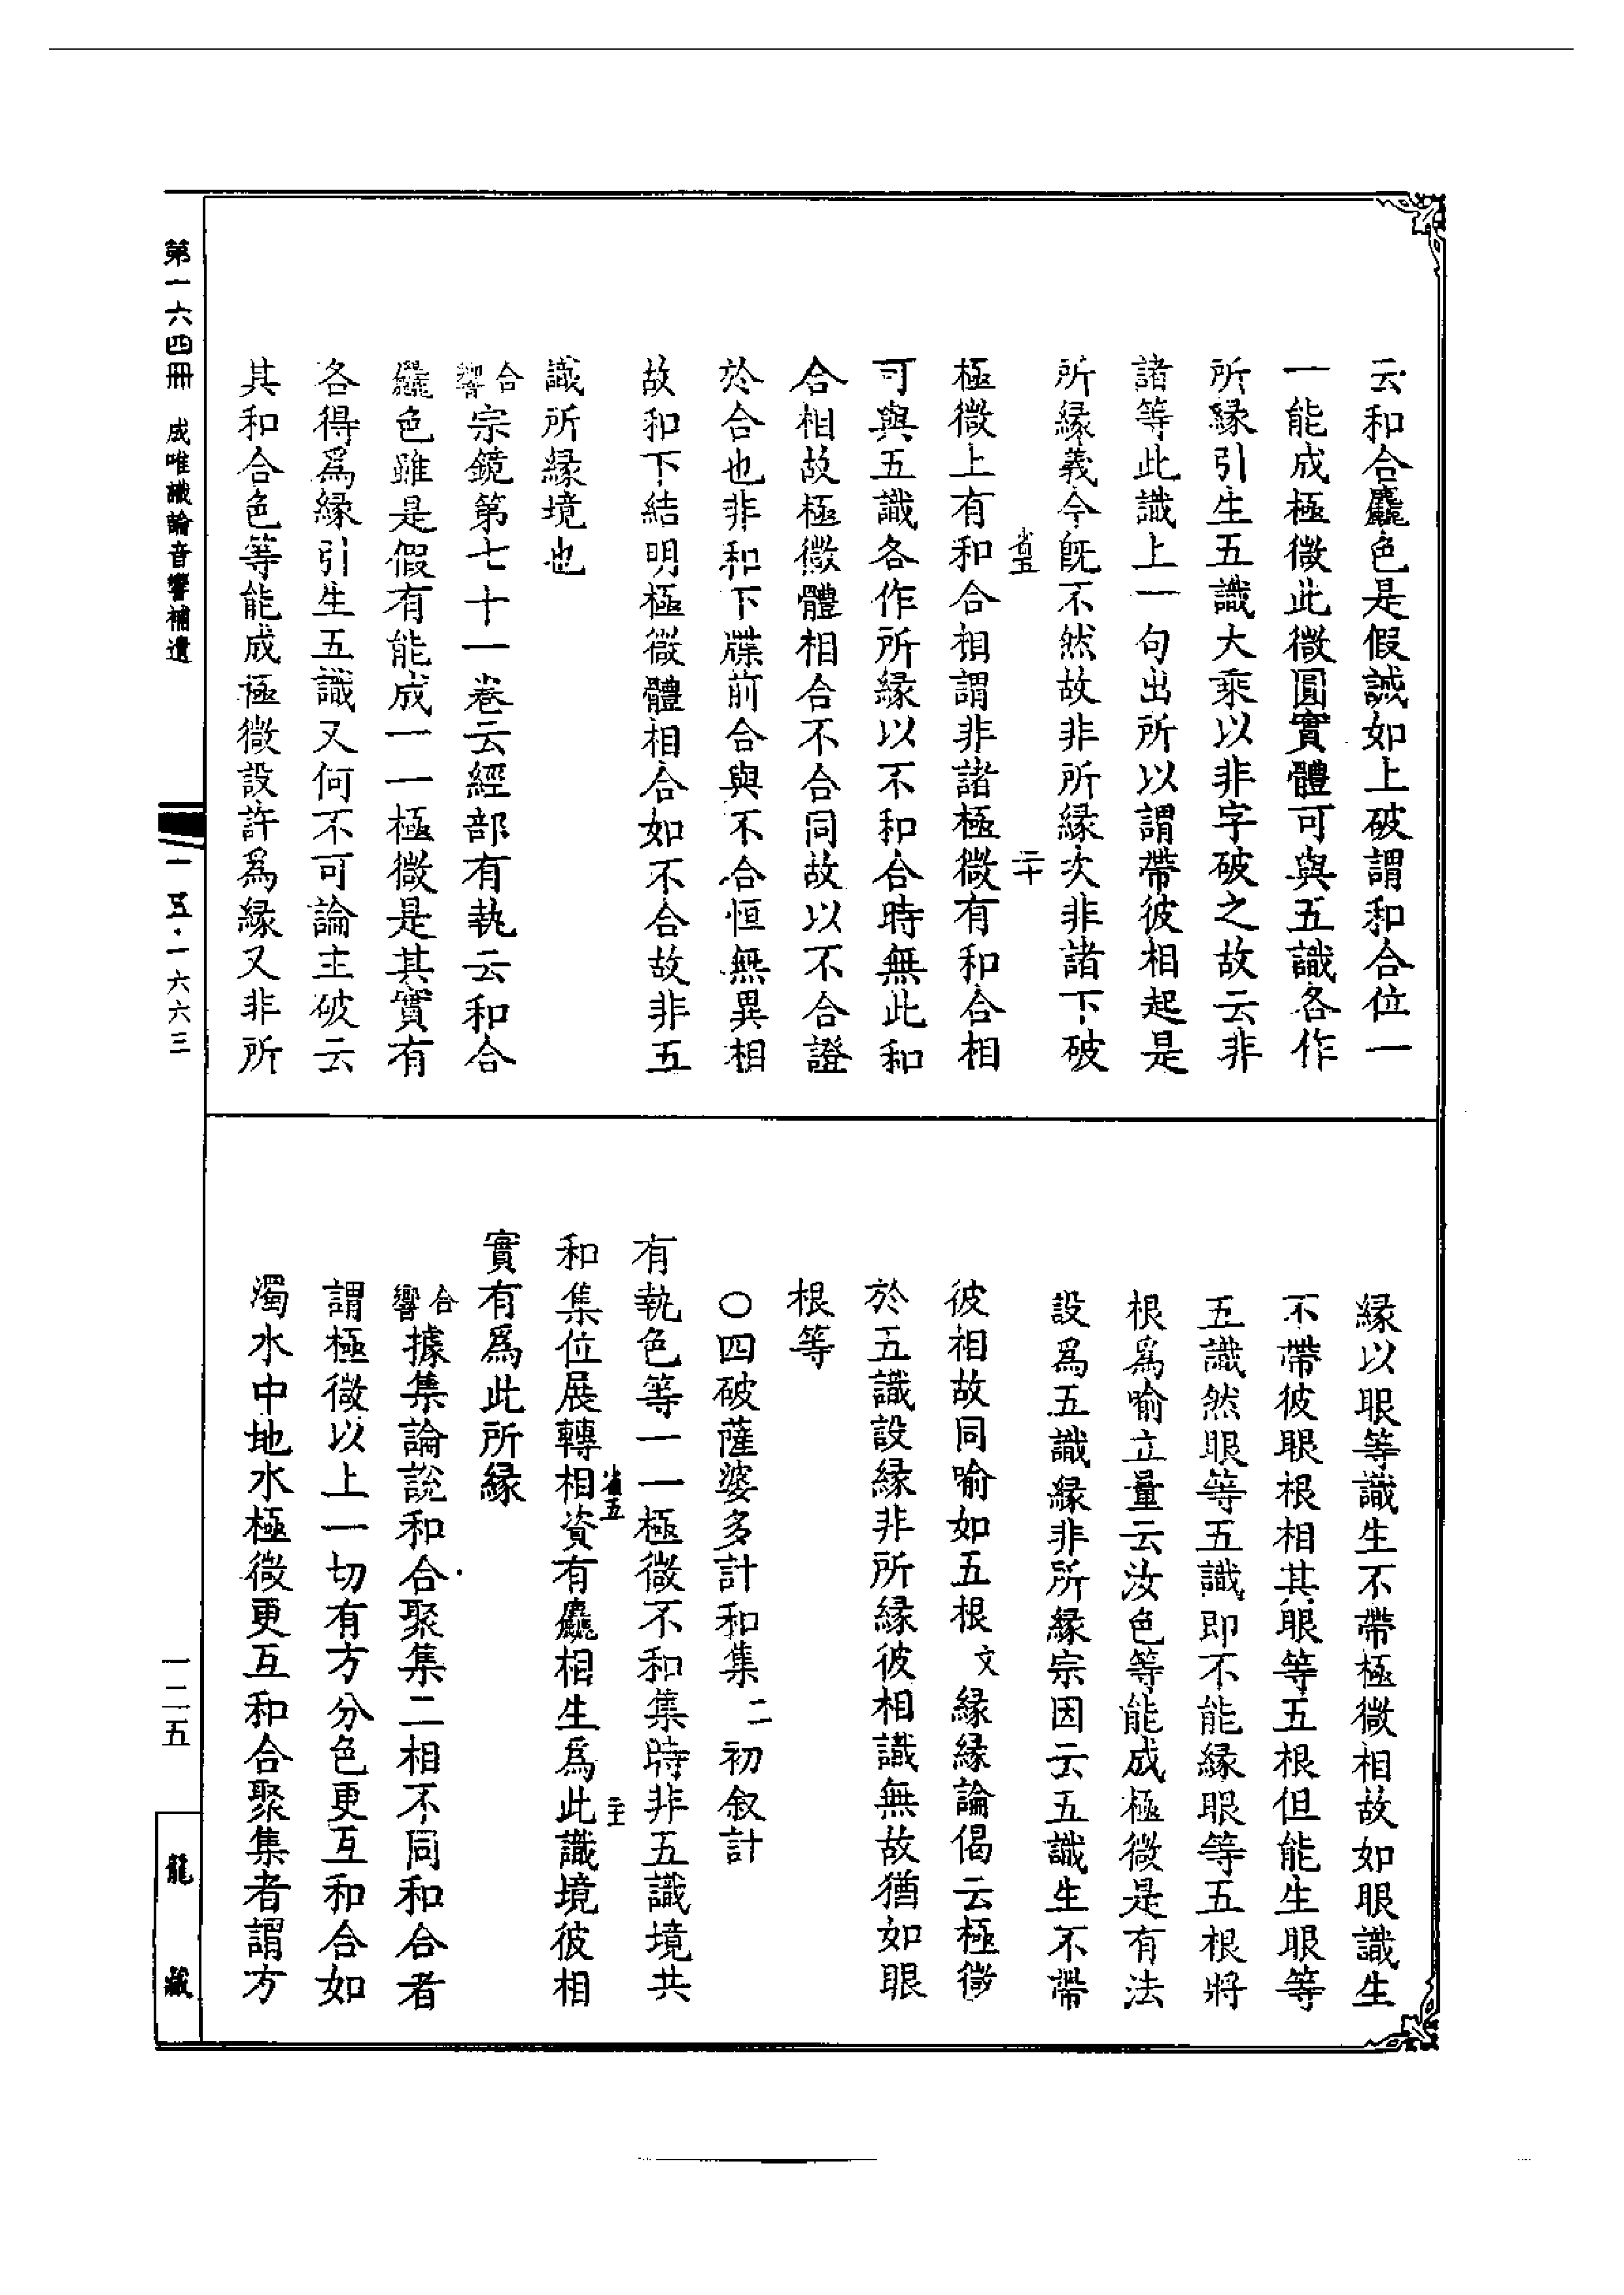 云和合麤色是假誠如上破謂和合位一
一能成極微此微圓實體可與五識各作
所緣引生五識大乘以非字破之故云非
諸等此識上一句出所以謂帶彼相起是
所緣義今旣不然故非所緣次非諸下破
省五
二十
極微上有和合相謂非諸極微有和合相
可與五識各作所緣以不和合時無此和
合相故極微體相合不合同故以不合證
於合也非和下牒前合與不合恒無異相
故和下結明極微體相合如不合故非五
識所緣境也
合響宗鏡第七十一卷云經部有執云和合
麤色雖是假有能成一一極微是其實有
各得爲緣引生五識又何不可論主破云
其和合色等能成極微設許爲緣又非所
緣以眼等識生不帶極微相故如眼識生
不帶彼眼根相其眼等五根但能生眼等
五識然眼等五識即不能緣眼等五根將
根爲喻立量云汝色等能成極微是有法
設爲五識緣非所緣宗因云五識生不帶
彼相故同喻如五根文緣緣論偈云極微
於五識設緣非所緣彼相識無故猶如眼
根等
○四破薩婆多計和集二初叙計
有執色等一一極微不和集時非五識境共
省五
和集位展轉相資有麤相生爲此識境彼相
實有爲此所緣
合響據集論說和合聚集二相不同和合者
謂極微以上一切有方分色更互和合如
濁水中地水極微更互和合聚集者謂方
第一六四冊 成唯識論音響補遺
一五·一六六三
一二五
龍藏